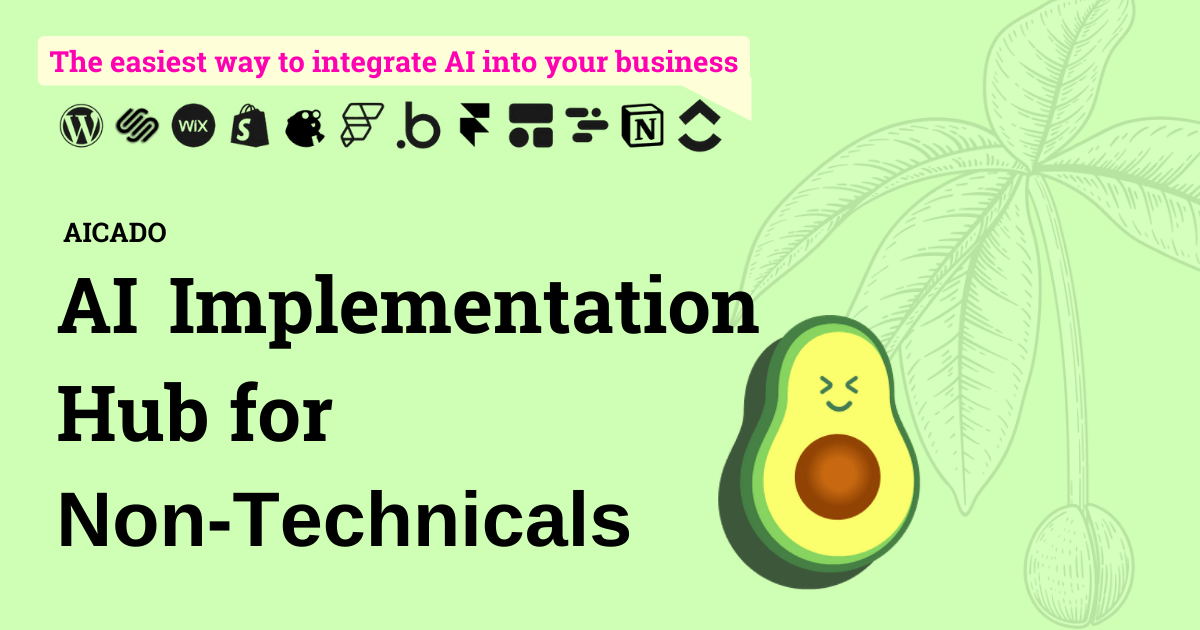 The easiest way to integrate AI into your business
WiX
AICADO
AI Implementation
Hub for
Non-Technicals